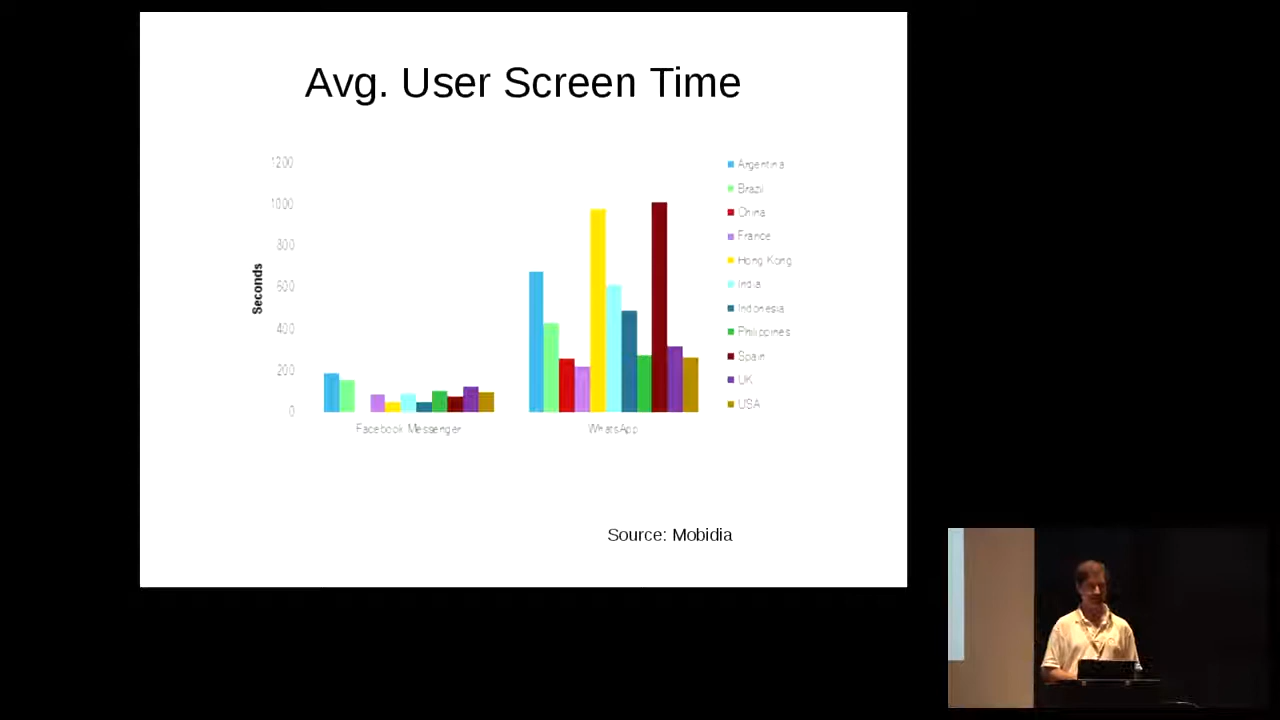 Avg. User Screen Time
1200
1000
800
600
400
200
0
Seconds
Facebook Messenger
WhatsApp
Argentina
Brazil
China
France
Hong Kong
India
Indonesia
Philippines
Spain
UK
USA
Source: Mobidia